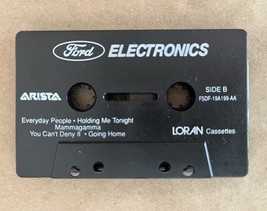 Ford ELECTRONICS
ARISTA
SIDE B
F5DF-19A199-AA
Everyday People • Holding Me Tonight
Mammagamma
You Can't Deny It • Going Home
LORAN Cassettes